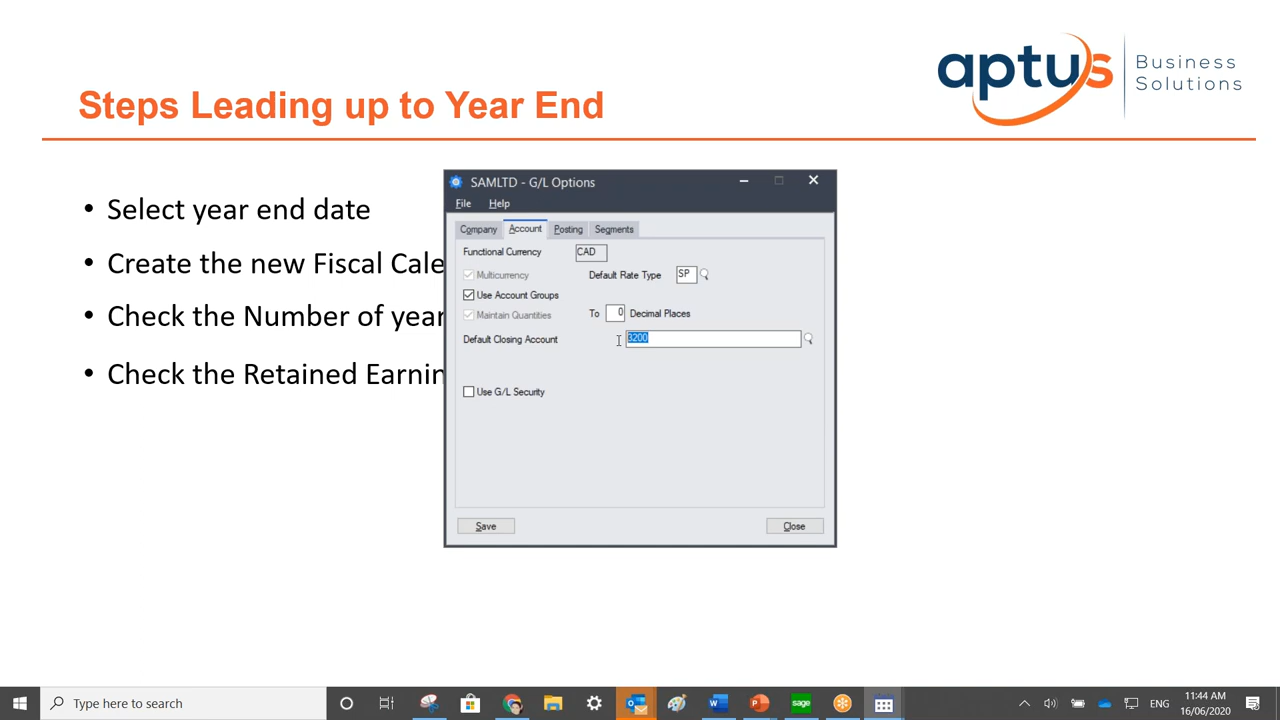 aptus
Business
Solutions
Steps Leading up to Year End
• Select year end date
• Create the new Fiscal Cale
• Check the Number of year
• Check the Retained Earnin
SAMLTD - G/L Options
File Help
Company Account Posting Segments
Functional Currency CAD
Multicurrency Default Rate Type SP
Use Account Groups
Maintain Quantities To 0 Decimal Places
Default Closing Account 3200
Use G/L Security
Save Close
Type here to search
sage
ENG
11:44 AM
16/06/2020